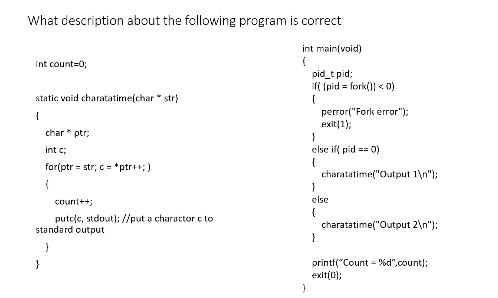 What description about the following program is correct
Int count=0;
static void charatatime(char * str)
{
char * ptr;
int c;
for(ptr = str; c = *ptr++; )
{
count++;
putc(c, stdout); //put a charactor c to
standard output
}
}
int main(void)
{
pid_t pid;
if( (pid = fork()) < 0)
{
perror("Fork error");
exit(1);
}
else if( pid == 0)
{
charatatime("Output 1\n");
}
else
{
charatatime("Output 2\n");
}
printf("Count = %d",count);
exit(0);
}